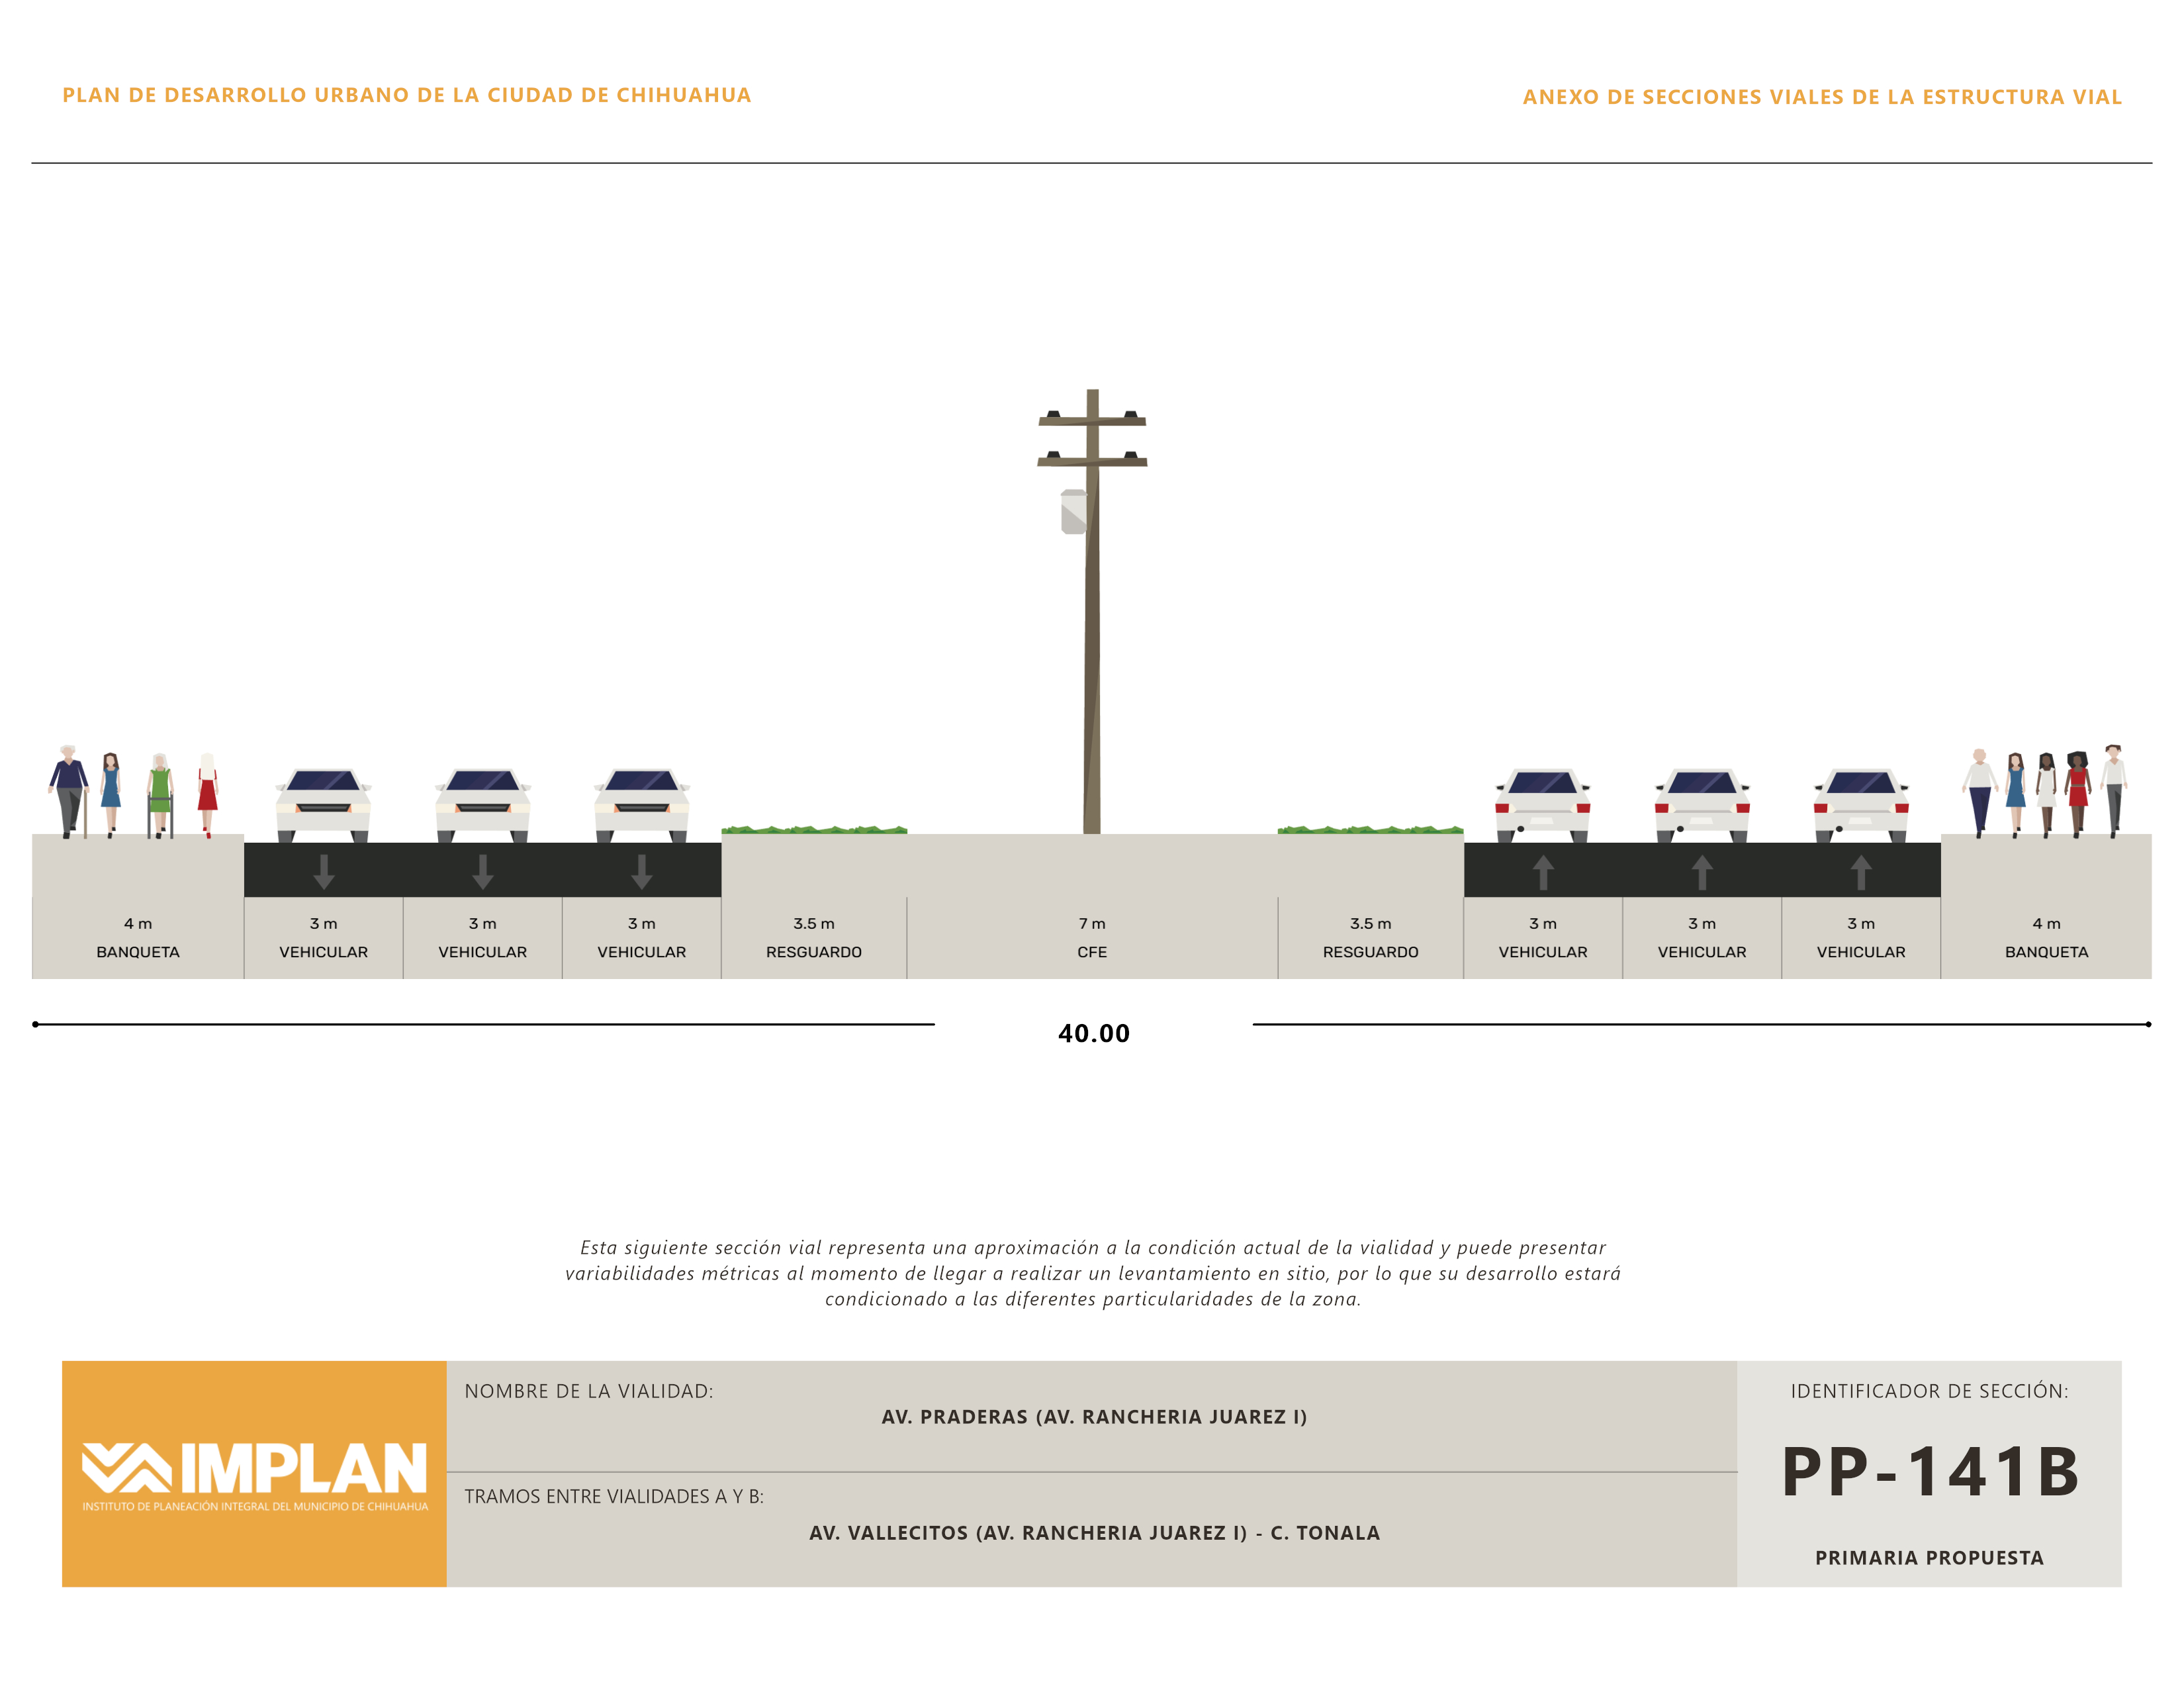 PLAN DE DESARROLLO URBANO DE LA CIUDAD DE CHIHUAHUA
ANEXO DE SECCIONES VIALES DE LA ESTRUCTURA VIAL
4 m
BANQUETA
3 m
VEHICULAR
3 m
VEHICULAR
3 m
VEHICULAR
3.5 m
RESGUARDO
7 m
CFE
3.5 m
RESGUARDO
3 m
VEHICULAR
3 m
VEHICULAR
3 m
VEHICULAR
4 m
BANQUETA
40.00
Esta siguiente sección vial representa una aproximación a la condición actual de la vialidad y puede presentar
variabilidades métricas al momento de llegar a realizar un levantamiento en sitio, por lo que su desarrollo estará
condicionado a las diferentes particularidades de la zona.
IMPLAN
INSTITUTO DE PLANEACIÓN INTEGRAL DEL MUNICIPIO DE CHIHUAHUA
NOMBRE DE LA VIALIDAD:
AV. PRADERAS (AV. RANCHERIA JUAREZ I)
TRAMOS ENTRE VIALIDADES A Y B:
AV. VALLECITOS (AV. RANCHERIA JUAREZ I) - C. TONALA
IDENTIFICADOR DE SECCIÓN:
PP-141B
PRIMARIA PROPUESTA